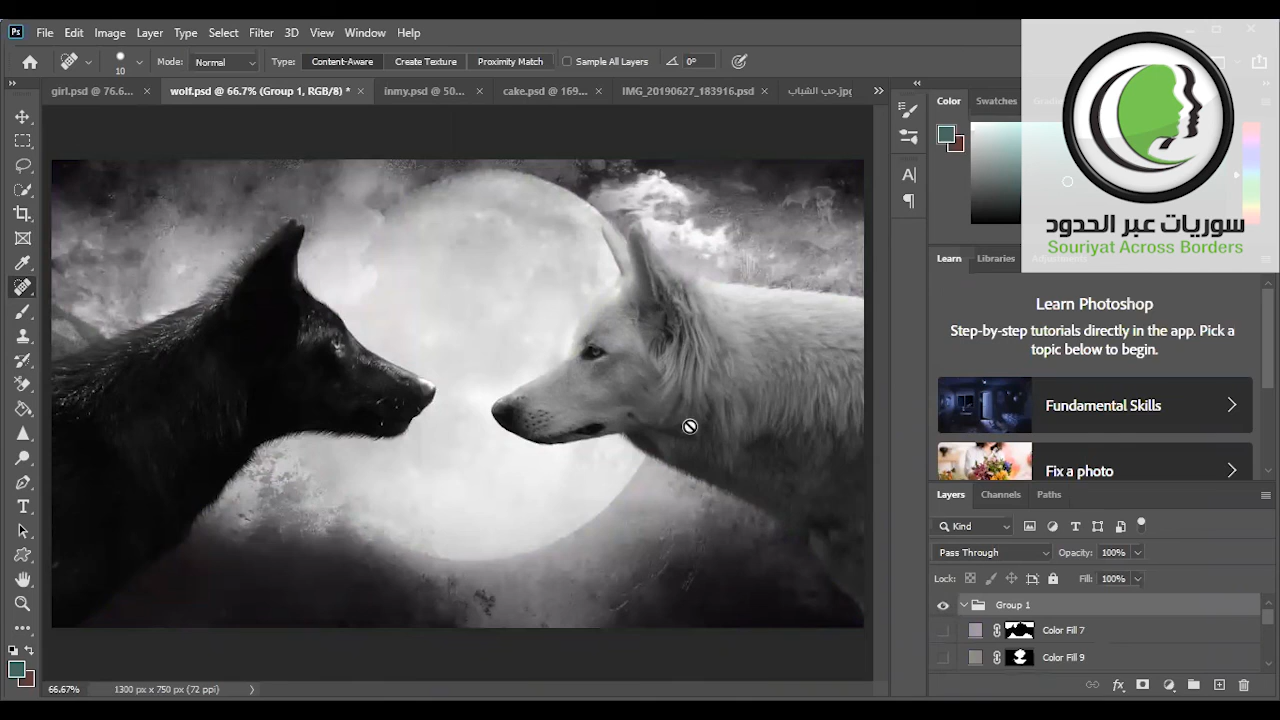 Ps File Edit Image Layer Type Select Filter 3D View Window Help
10 Mode: Normal Type: Content-Aware Create Texture Proximity Match Sample All Layers 0°
girl.psd @ 76.6... wolf.psd @ 66.7% (Group 1, RGB/8) * inmy.psd @ 50... cake.psd @ 169... IMG_20190627_183916.psd حب الشباب.jpg
Color Swatches
سوريات عبر الحدود
Souriyat Across Borders
Learn Libraries
Learn Photoshop
Step-by-step tutorials directly in the app. Pick a
topic below to begin.
Fundamental Skills
Fix a photo
Layers Channels Paths
Kind
Pass Through Opacity: 100%
Lock: Fill: 100%
Group 1
Color Fill 7
Color Fill 9
66.67% 1300 px x 750 px (72 ppi)